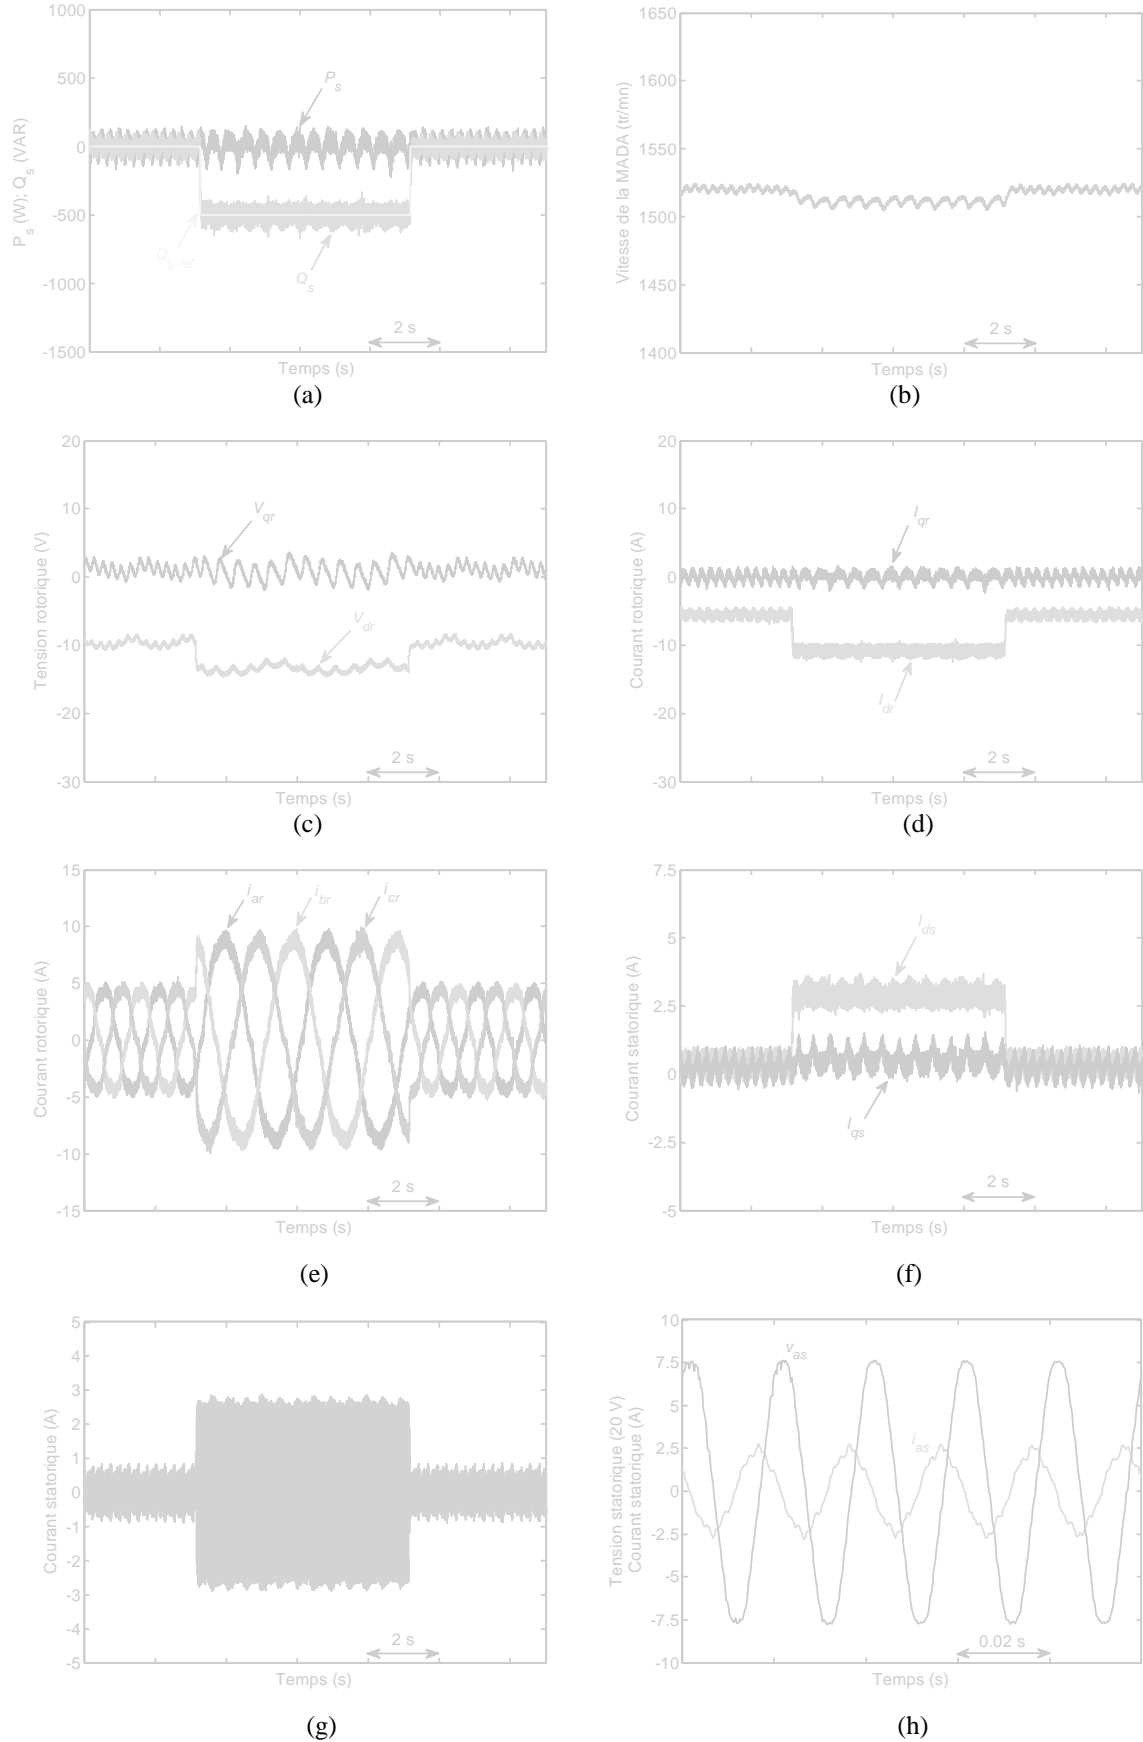 1000
500
0
-500
-1000
-1500
P_s (W); Q_s (VAR)
P_s
Q_s-ref
Q_s
2 s
Temps (s)
(a)
1650
1600
1550
1500
1450
1400
Vitesse de la MADA (tr/mn)
2 s
Temps (s)
(b)
20
10
0
-10
-20
-30
Tension rotorique (V)
V_qr
V_dr
2 s
Temps (s)
(c)
20
10
0
-10
-20
-30
Courant rotorique (A)
I_qr
I_dr
2 s
Temps (s)
(d)
15
10
5
0
-5
-10
-15
Courant rotorique (A)
i_ar
i_br
i_cr
2 s
Temps (s)
(e)
7.5
5
2.5
0
-2.5
-5
Courant statorique (A)
I_ds
I_qs
2 s
Temps (s)
(f)
5
4
3
2
1
0
-1
-2
-3
-4
-5
Courant statorique (A)
2 s
Temps (s)
(g)
10
7.5
5
2.5
0
-2.5
-5
-7.5
-10
Tension statorique (20 V)
Courant statorique (A)
v_as
i_as
0.02 s
Temps (s)
(h)